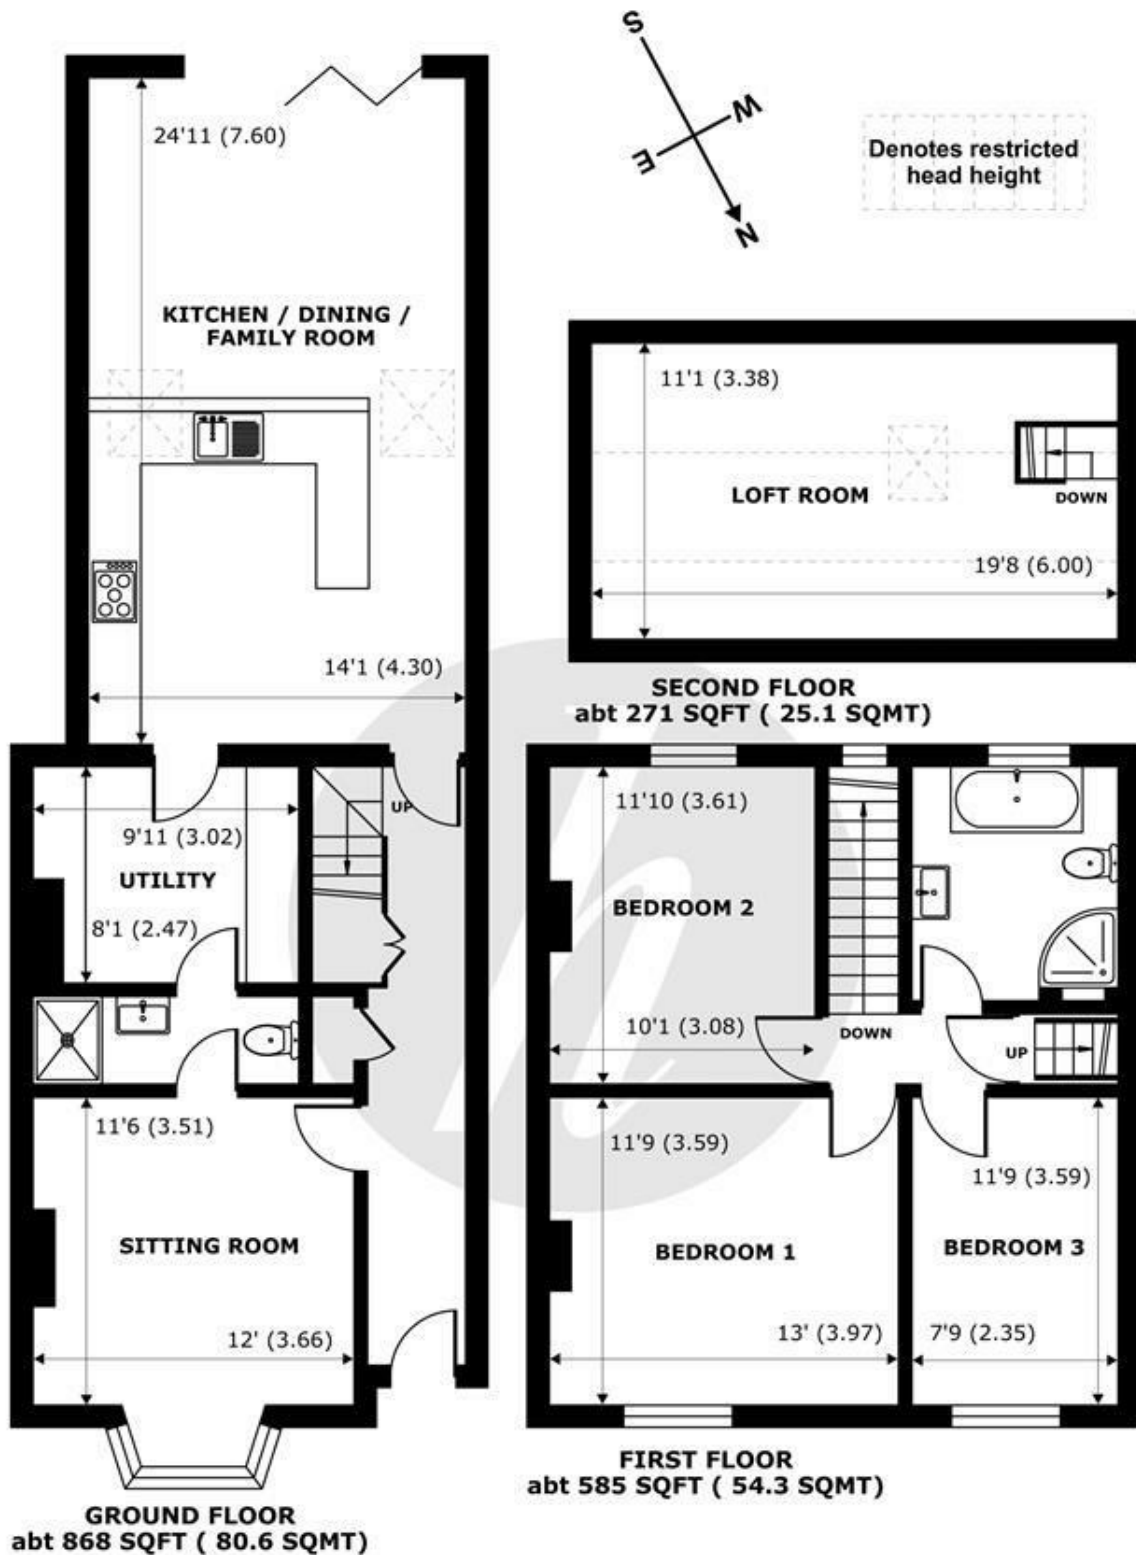 S
W
E
N
Denotes restricted
head height
24'11 (7.60)
KITCHEN / DINING /
FAMILY ROOM
14'1 (4.30)
11'1 (3.38)
LOFT ROOM
DOWN
19'8 (6.00)
SECOND FLOOR
abt 271 SQFT ( 25.1 SQMT)
UP
9'11 (3.02)
UTILITY
8'1 (2.47)
11'6 (3.51)
SITTING ROOM
12' (3.66)
GROUND FLOOR
abt 868 SQFT ( 80.6 SQMT)
11'10 (3.61)
BEDROOM 2
10'1 (3.08)
DOWN
UP
11'9 (3.59)
BEDROOM 1
13' (3.97)
11'9 (3.59)
BEDROOM 3
7'9 (2.35)
FIRST FLOOR
abt 585 SQFT ( 54.3 SQMT)
h